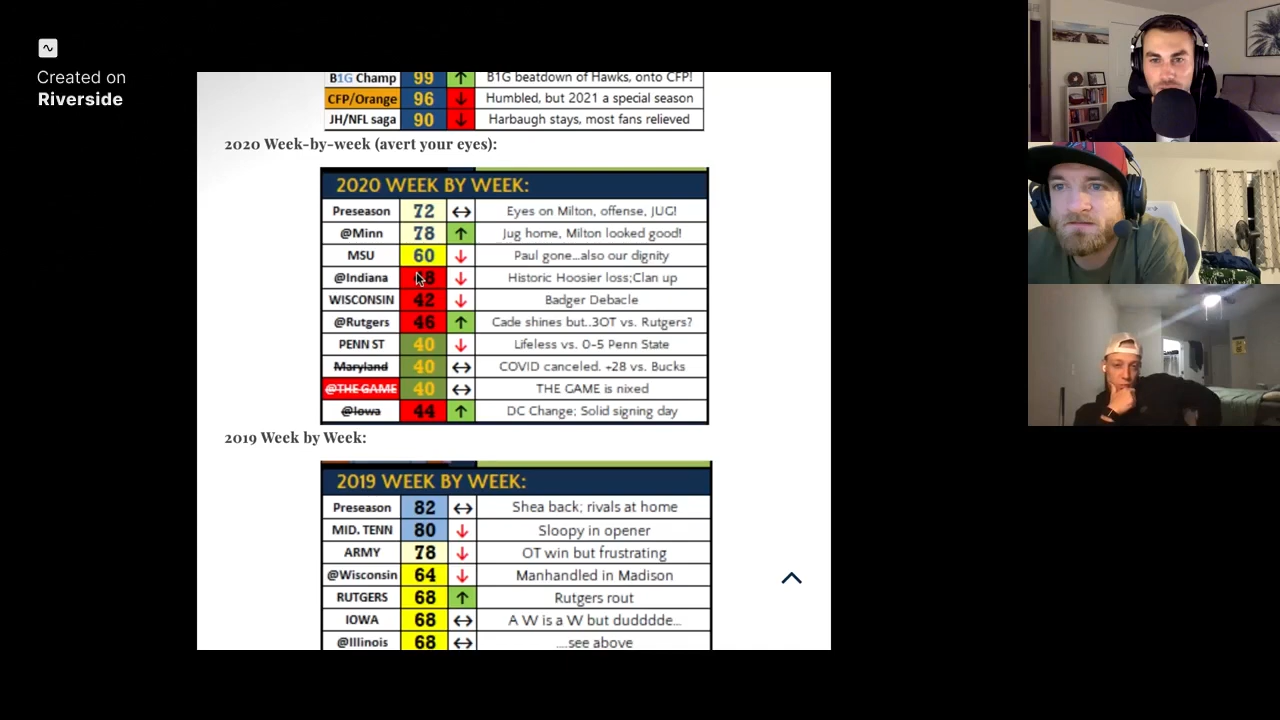 Created on
Riverside
B1G Champ 99 ↑ B1G beatdown of Hawks, onto CFP!
CFP/Orange 96 ↓ Humbled, but 2021 a special season
JH/NFL saga 90 ↓ Harbaugh stays, most fans relieved
2020 Week-by-week (avert your eyes):
2020 WEEK BY WEEK:
Preseason 72 ↔ Eyes on Milton, offense, JUG!
@Minn 78 ↑ Jug home, Milton looked good!
MSU 60 ↓ Paul gone...also our dignity
@Indiana ↓ Historic Hoosier loss;Clan up
WISCONSIN 42 ↓ Badger Debacle
@Rutgers 46 ↑ Cade shines but..3OT vs. Rutgers?
PENN ST 40 ↓ Lifeless vs. 0-5 Penn State
Maryland 40 ↔ COVID canceled. +28 vs. Bucks
@THE GAME 40 ↔ THE GAME is nixed
@Iowa 44 ↑ DC Change; Solid signing day
2019 Week by Week:
2019 WEEK BY WEEK:
Preseason 82 ↔ Shea back; rivals at home
MID. TENN 80 ↓ Sloopy in opener
ARMY 78 ↓ OT win but frustrating
@Wisconsin 64 ↓ Manhandled in Madison
RUTGERS 68 ↑ Rutgers rout
IOWA 68 ↔ A W is a W but dudddde...
@Illinois 68 ↔ ....see above